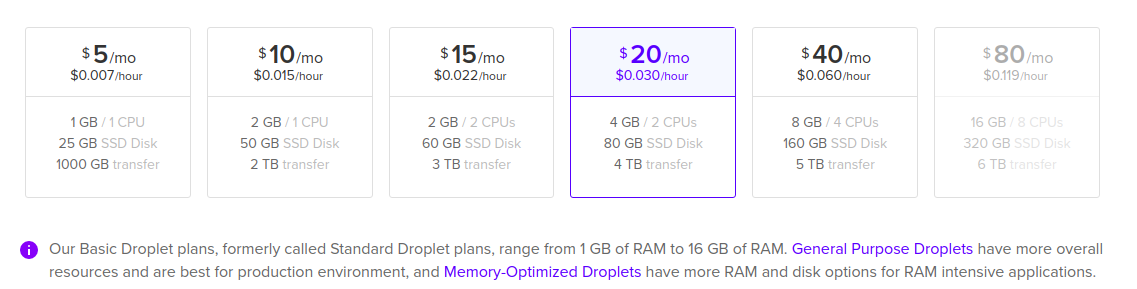 $5/mo
$0.007/hour
1 GB / 1 CPU
25 GB SSD Disk
1000 GB transfer
$10/mo
$0.015/hour
2 GB / 1 CPU
50 GB SSD Disk
2 TB transfer
$15/mo
$0.022/hour
2 GB / 2 CPUs
60 GB SSD Disk
3 TB transfer
$20/mo
$0.030/hour
4 GB / 2 CPUs
80 GB SSD Disk
4 TB transfer
$40/mo
$0.060/hour
8 GB / 4 CPUs
160 GB SSD Disk
5 TB transfer
$80/mo
$0.119/hour
16 GB / 8 CPUs
320 GB SSD Disk
6 TB transfer
Our Basic Droplet plans, formerly called Standard Droplet plans, range from 1 GB of RAM to 16 GB of RAM. General Purpose Droplets have more overall
resources and are best for production environment, and Memory-Optimized Droplets have more RAM and disk options for RAM intensive applications.